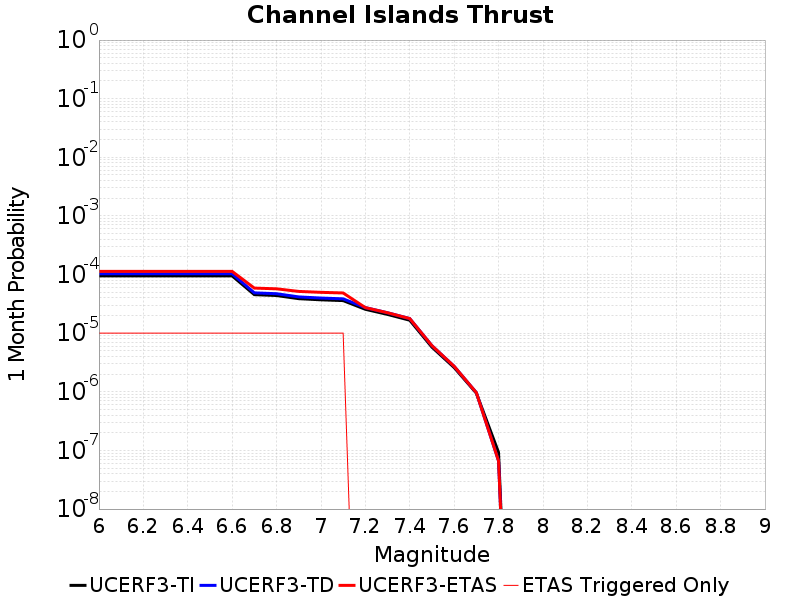 Channel Islands Thrust
1 Month Probability
10^0
10^-1
10^-2
10^-3
10^-4
10^-5
10^-6
10^-7
10^-8
6 6.2 6.4 6.6 6.8 7 7.2 7.4 7.6 7.8 8 8.2 8.4 8.6 8.8 9
Magnitude
UCERF3-TI UCERF3-TD UCERF3-ETAS ETAS Triggered Only